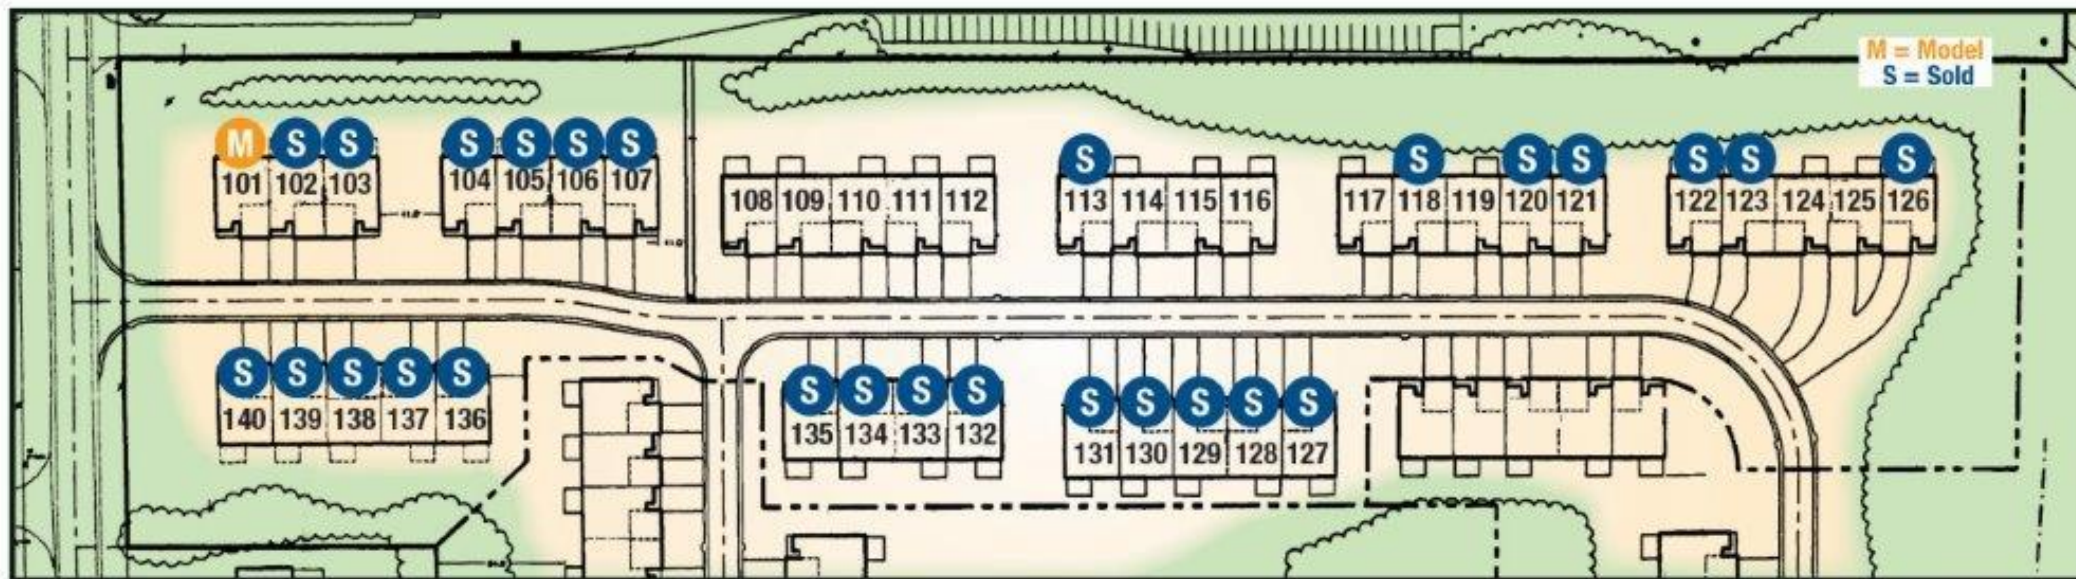 M = Model
S = Sold
M S S S S S S S S S S S S S
101 102 103 104 105 106 107 108 109 110 111 112 113 114 115 116 117 118 119 120 121 122 123 124 125 126
S S S S S S S S S S S S S S
140 139 138 137 136 135 134 133 132 131 130 129 128 127